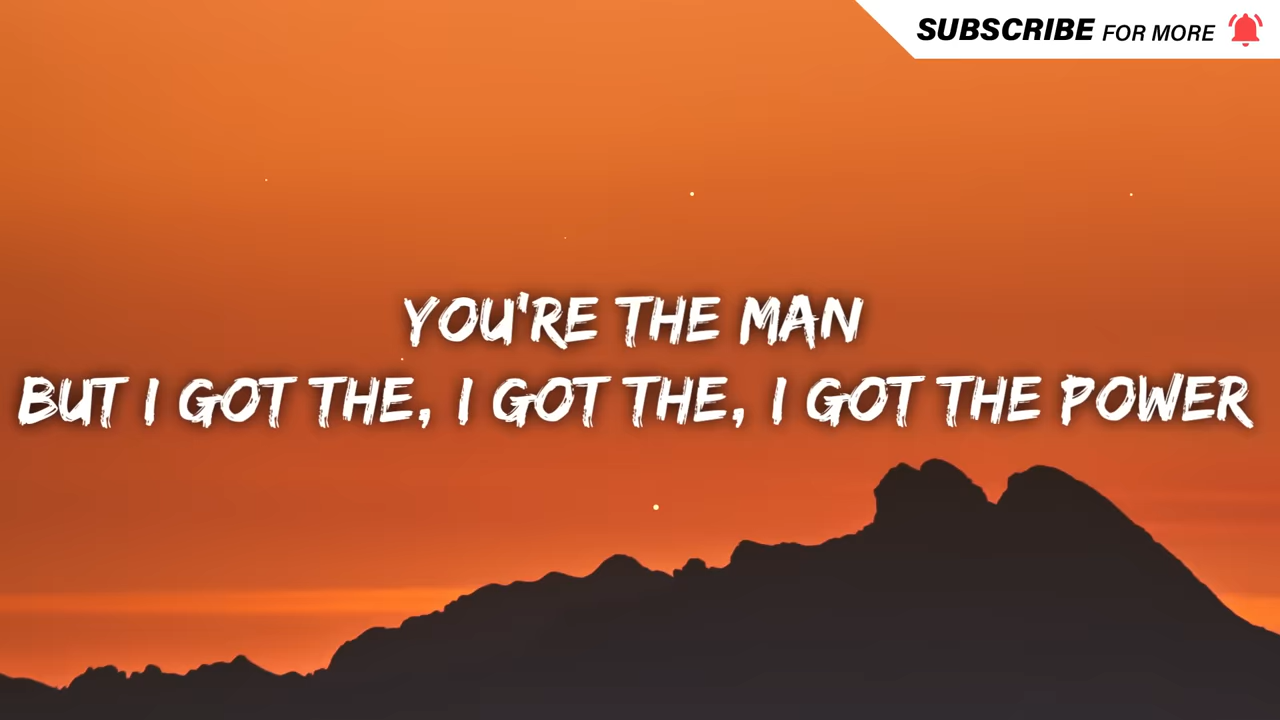 SUBSCRIBE FOR MORE
YOU'RE THE MAN
BUT I GOT THE, I GOT THE, I GOT THE POWER